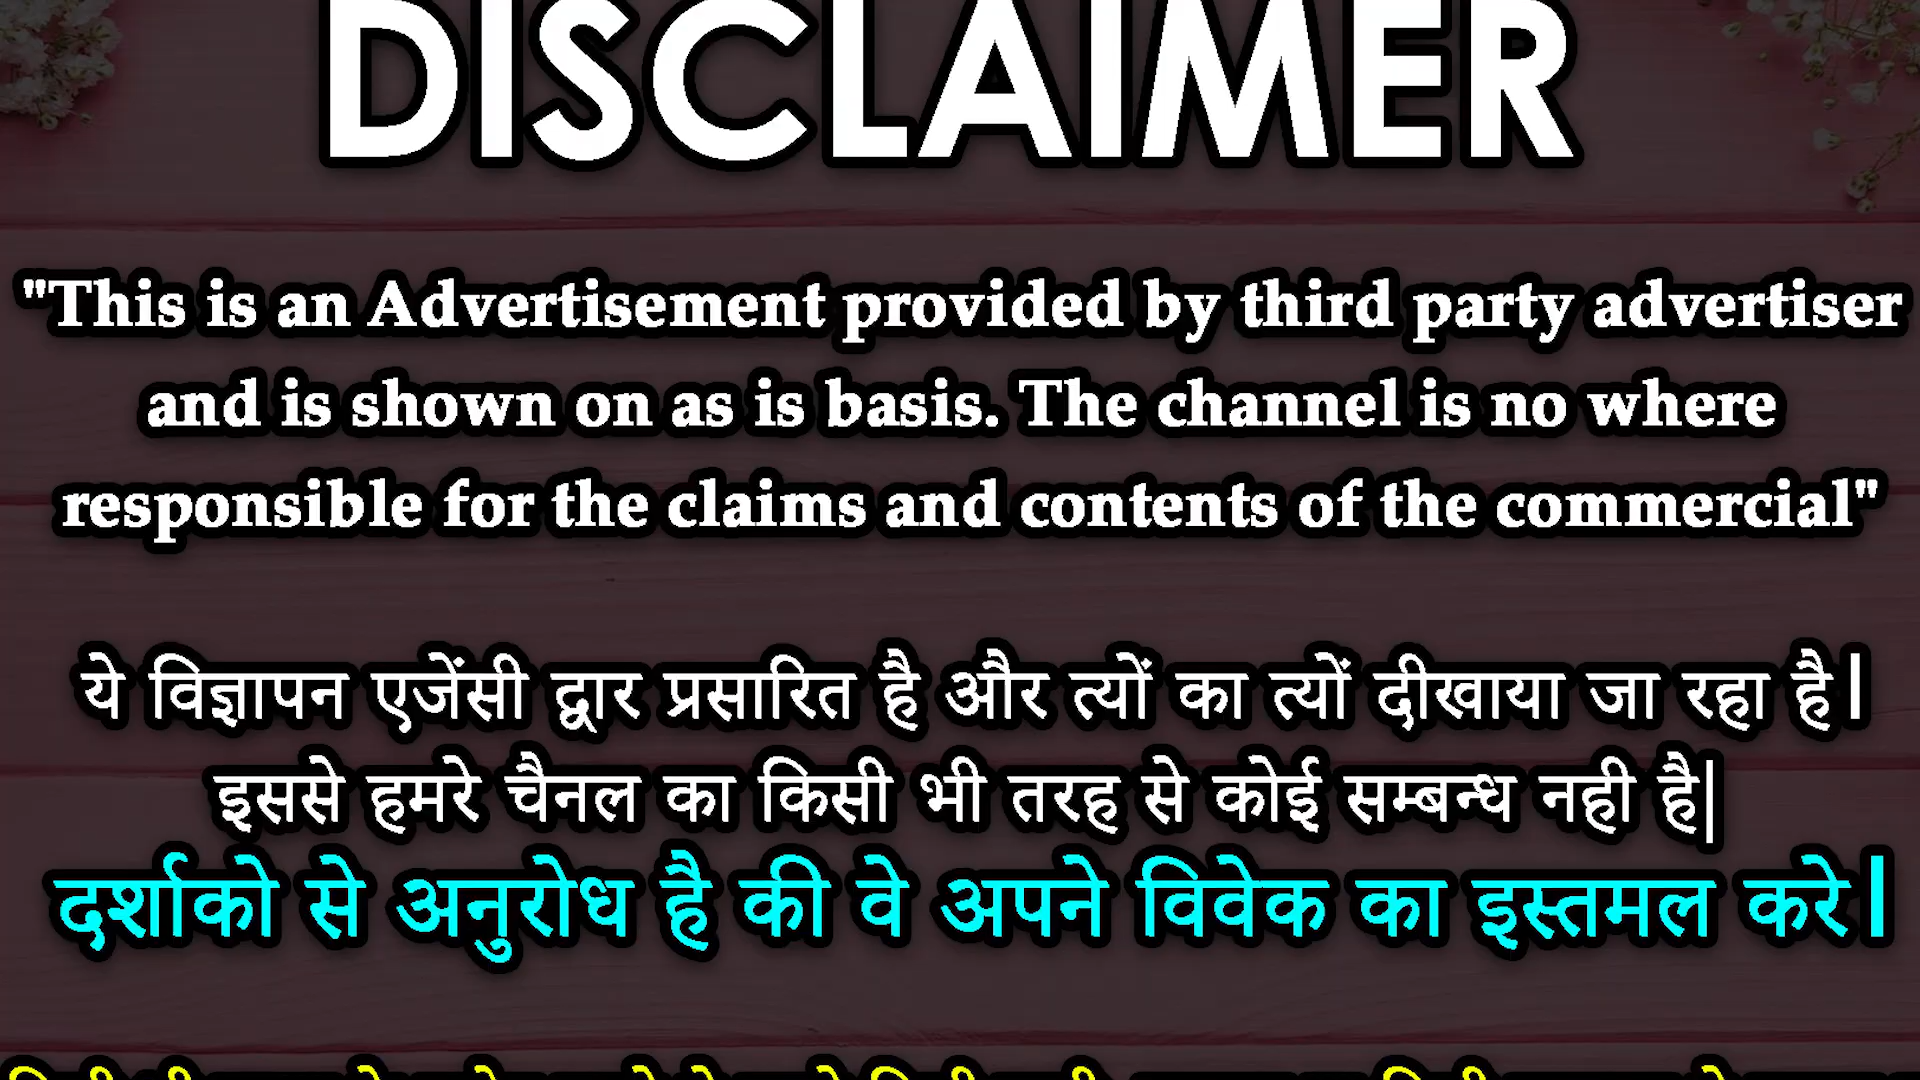 DISCLAIMER
"This is an Advertisement provided by third party advertiser
and is shown on as is basis. The channel is no where
responsible for the claims and contents of the commercial"
ये विज्ञापन एजेंसी द्वार प्रसारित है और त्यों का त्यों दीखाया जा रहा है।
इससे हमरे चैनल का किसी भी तरह से कोई सम्बन्ध नही है|
दर्शाको से अनुरोध है की वे अपने विवेक का इस्तमल करे।